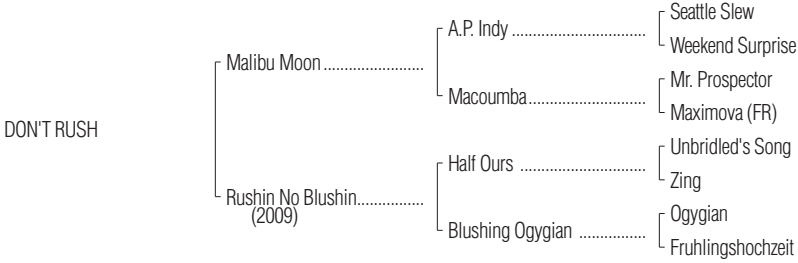 Seattle Slew
A.P. Indy ................................
Weekend Surprise
Malibu Moon ........................
Mr. Prospector
Macoumba............................
Maximova (FR)
DON'T RUSH
Unbridled's Song
Half Ours ..............................
Zing
Rushin No Blushin................
(2009)
Ogygian
Blushing Ogygian ................
Fruhlingshochzeit